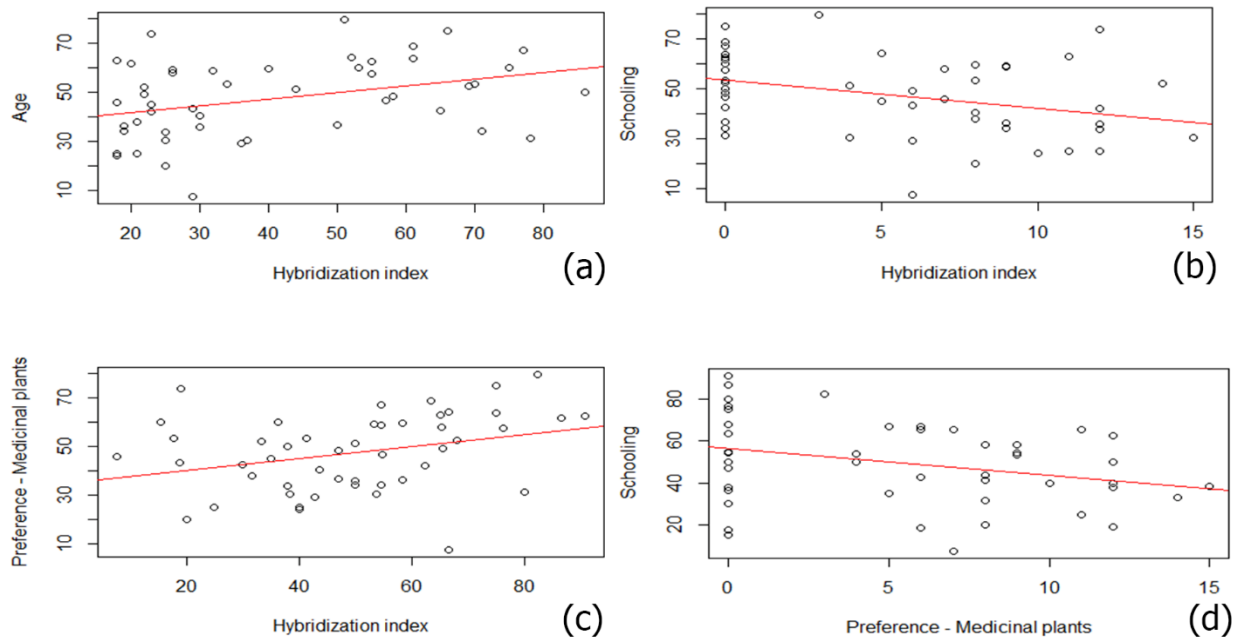 Age
70
50
30
10
20 30 40 50 60 70 80
Hybridization index
(a)
Schooling
70
50
30
10
0 5 10 15
Hybridization index
(b)
Preference - Medicinal plants
70
50
30
10
20 40 60 80
Hybridization index
(c)
Schooling
80
60
40
20
0 5 10 15
Preference - Medicinal plants
(d)